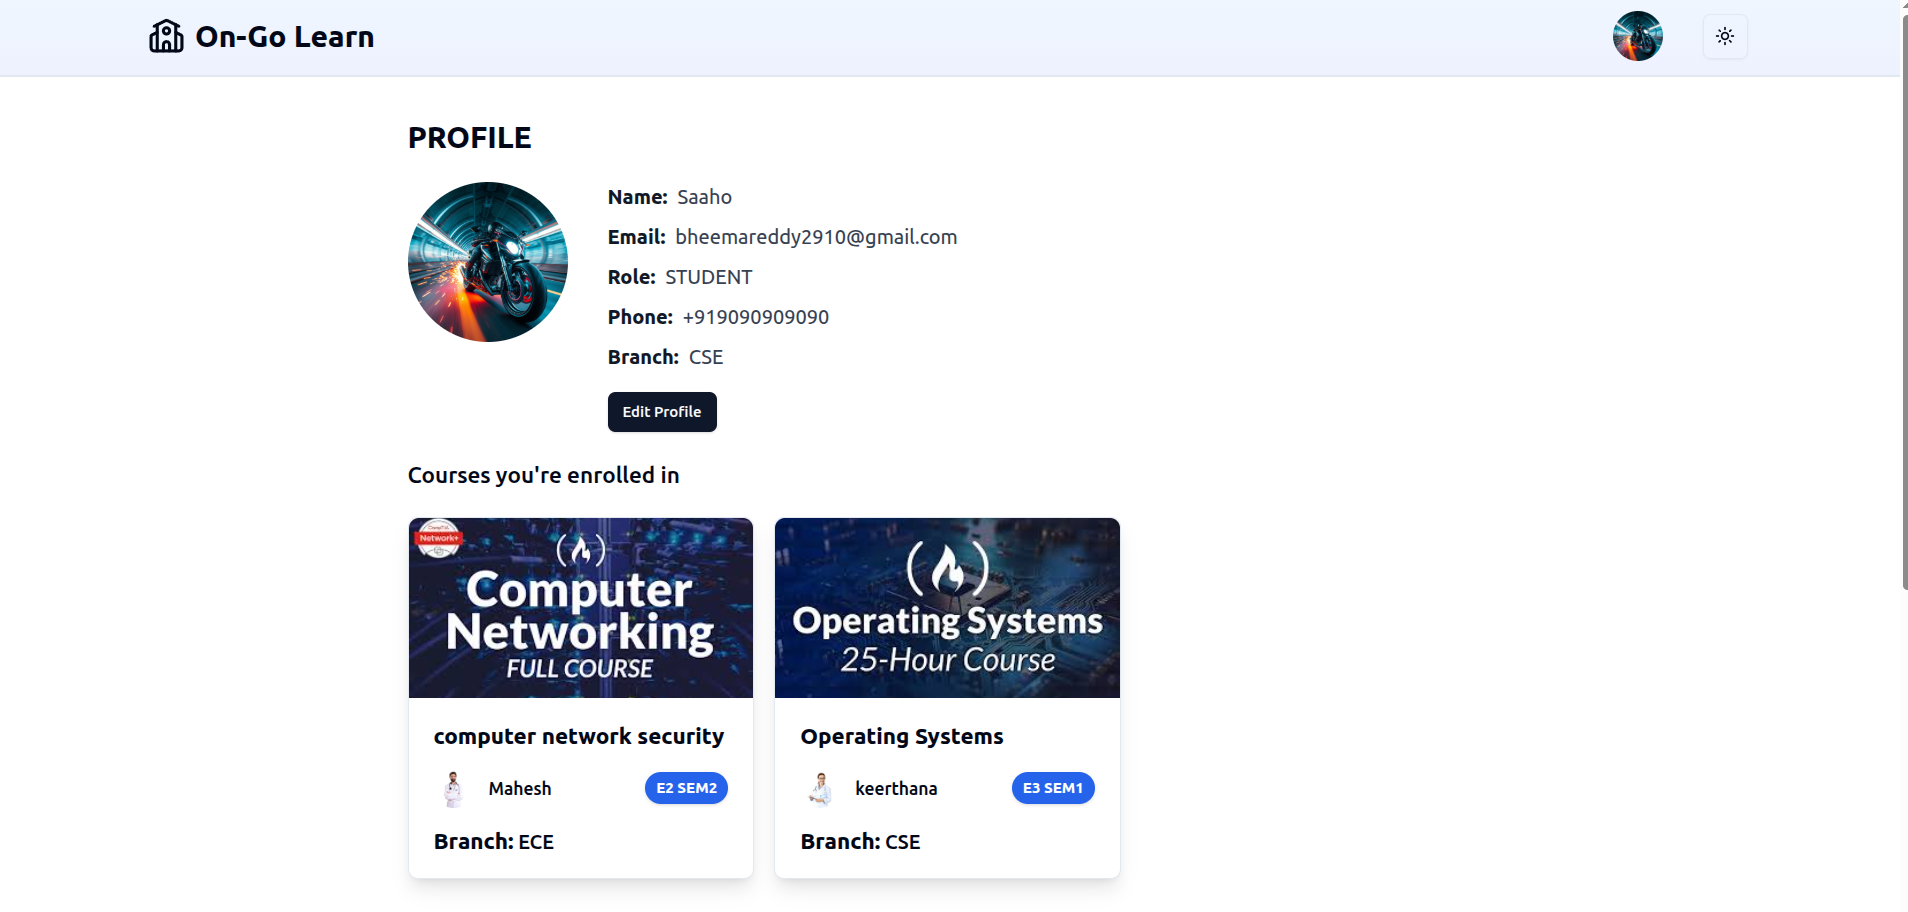 On-Go Learn
PROFILE
Name: Saaho
Email: bheemareddy2910@gmail.com
Role: STUDENT
Phone: +919090909090
Branch: CSE
Edit Profile
Courses you're enrolled in
CompTIA
Network+
Computer
Networking
FULL COURSE
computer network security
Mahesh
E2 SEM2
Branch: ECE
Operating Systems
25-Hour Course
Operating Systems
keerthana
E3 SEM1
Branch: CSE